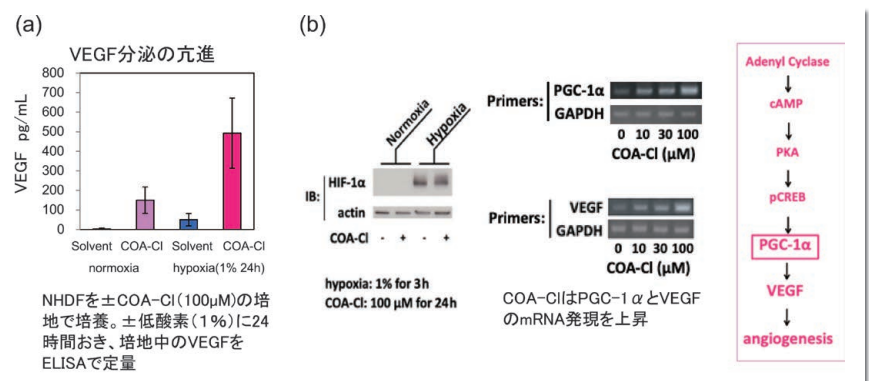 (a)
VEGF分泌の亢進
VEGF pg/mL
800
700
600
500
400
300
200
100
0
Solvent COA-Cl Solvent COA-Cl
normoxia hypoxia(1% 24h)
NHDFを±COA-Cl(100μM)の培
地で培養。±低酸素(1%)に24
時間おき、培地中のVEGFを
ELISAで定量
(b)
Normoxia
Hypoxia
IB:
HIF-1α
actin
COA-Cl - + - +
hypoxia: 1% for 3h
COA-Cl: 100 μM for 24h
Primers:
PGC-1α
GAPDH
0 10 30 100
COA-Cl (μM)
Primers:
VEGF
GAPDH
0 10 30 100
COA-Cl (μM)
COA-ClはPGC-1αとVEGF
のmRNA発現を上昇
Adenyl Cyclase
cAMP
PKA
pCREB
PGC-1α
VEGF
angiogenesis